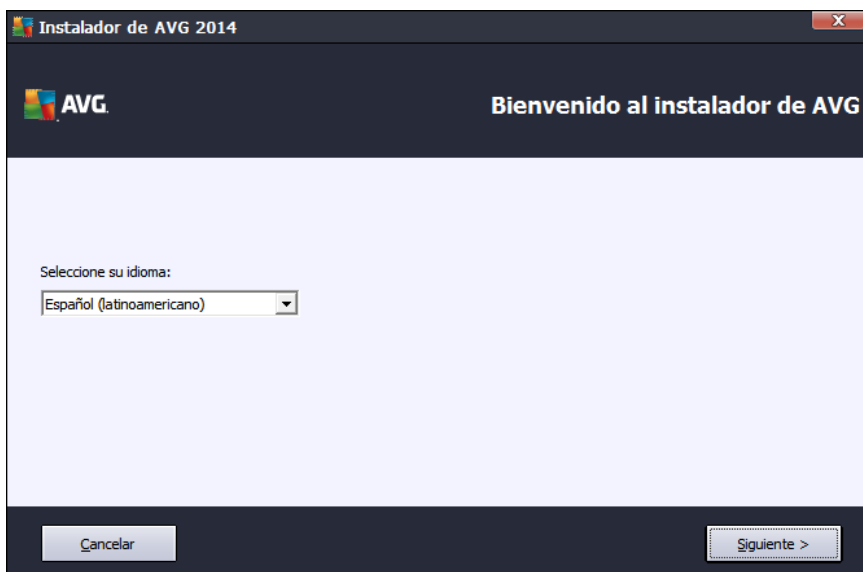 Instalador de AVG 2014
AVG.
Bienvenido al instalador de AVG
Seleccione su idioma:
Español (latinoamericano)
Cancelar
Siguiente >